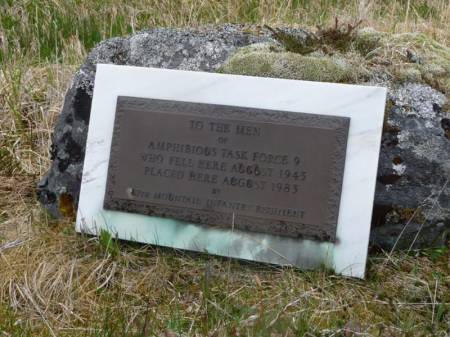 TO THE MEN
OF
AMPHIBIOUS TASK FORCE 9
WHO FELL HERE AUGUST 1943
PLACED HERE AUGUST 1983
BY
87TH MOUNTAIN INFANTRY REGIMENT